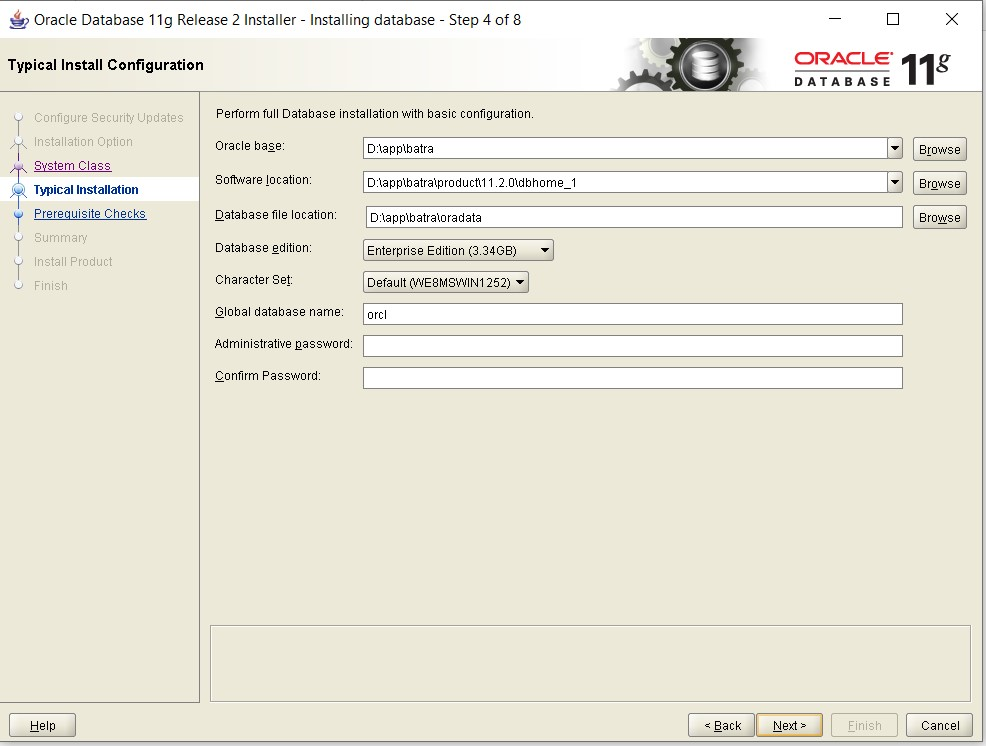 Oracle Database 11g Release 2 Installer - Installing database - Step 4 of 8
Typical Install Configuration
ORACLE
DATABASE
11g
Configure Security Updates
Installation Option
System Class
Typical Installation
Prerequisite Checks
Summary
Install Product
Finish
Perform full Database installation with basic configuration.
Oracle base: D:\app\batra Browse
Software location: D:\app\batra\product\11.2.0\dbhome_1 Browse
Database file location: D:\app\batra\oradata Browse
Database edition: Enterprise Edition (3.34GB)
Character Set: Default (WE8MSWIN1252)
Global database name: orcl
Administrative password:
Confirm Password:
Help < Back Next > Finish Cancel